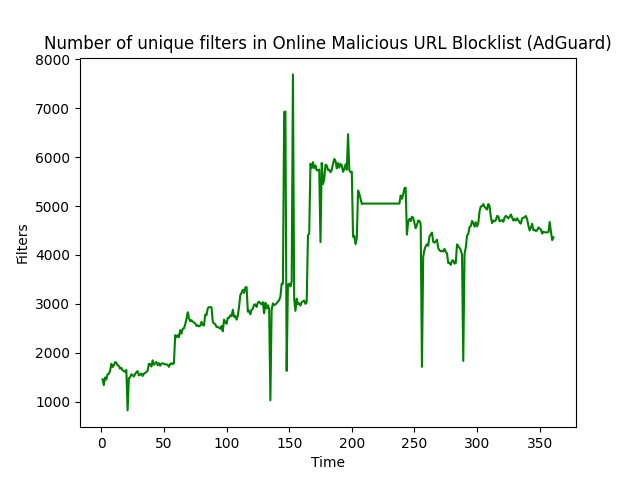 Number of unique filters in Online Malicious URL Blocklist (AdGuard)
8000
7000
6000
5000
4000
3000
2000
1000
Filters
0 50 100 150 200 250 300 350
Time